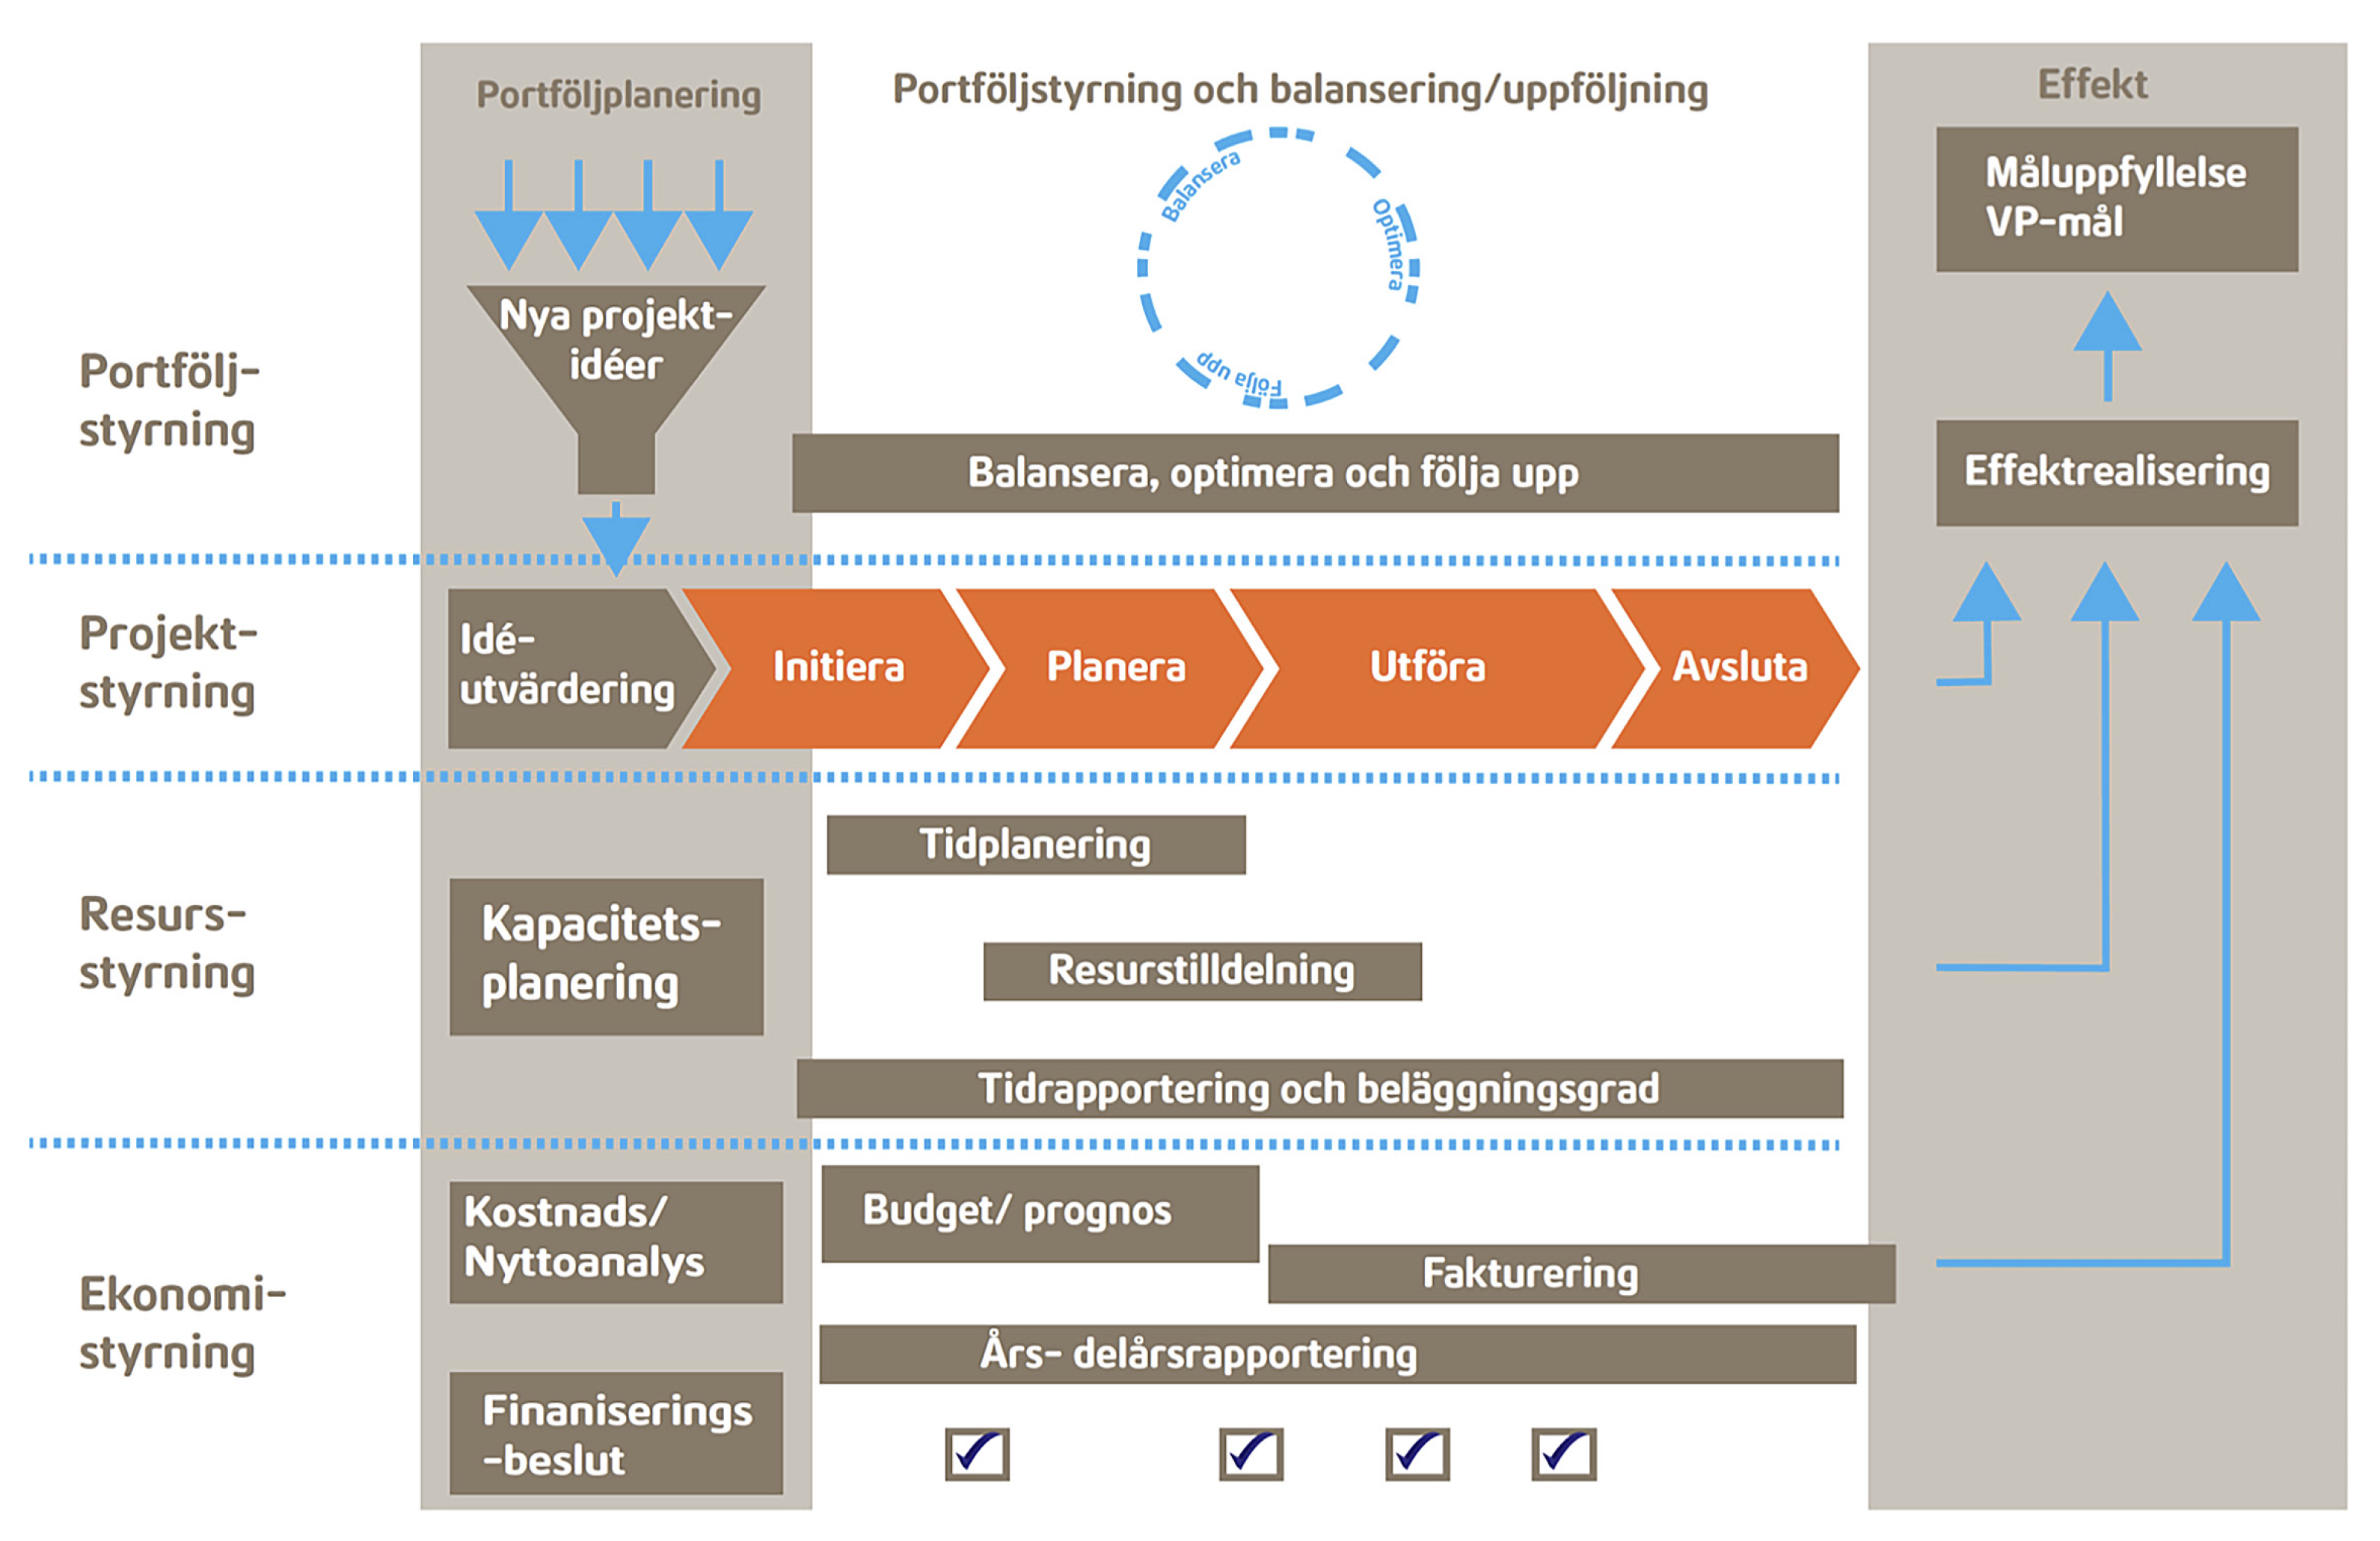 Portföljplanering
Portföljstyrning och balansering/uppföljning
Effekt
Balansera
Optimera
Följa upp
Måluppfyllelse
VP-mål
Nya projekt-
idéer
Portfölj-
styrning
Balansera, optimera och följa upp
Effektrealisering
Projekt-
styrning
Idé-
utvärdering
Initiera
Planera
Utföra
Avsluta
Resurs-
styrning
Kapacitets-
planering
Tidplanering
Resurstilldelning
Tidrapportering och beläggningsgrad
Ekonomi-
styrning
Kostnads/
Nyttoanalys
Budget/ prognos
Fakturering
Års- delårsrapportering
Finaniserings
-beslut